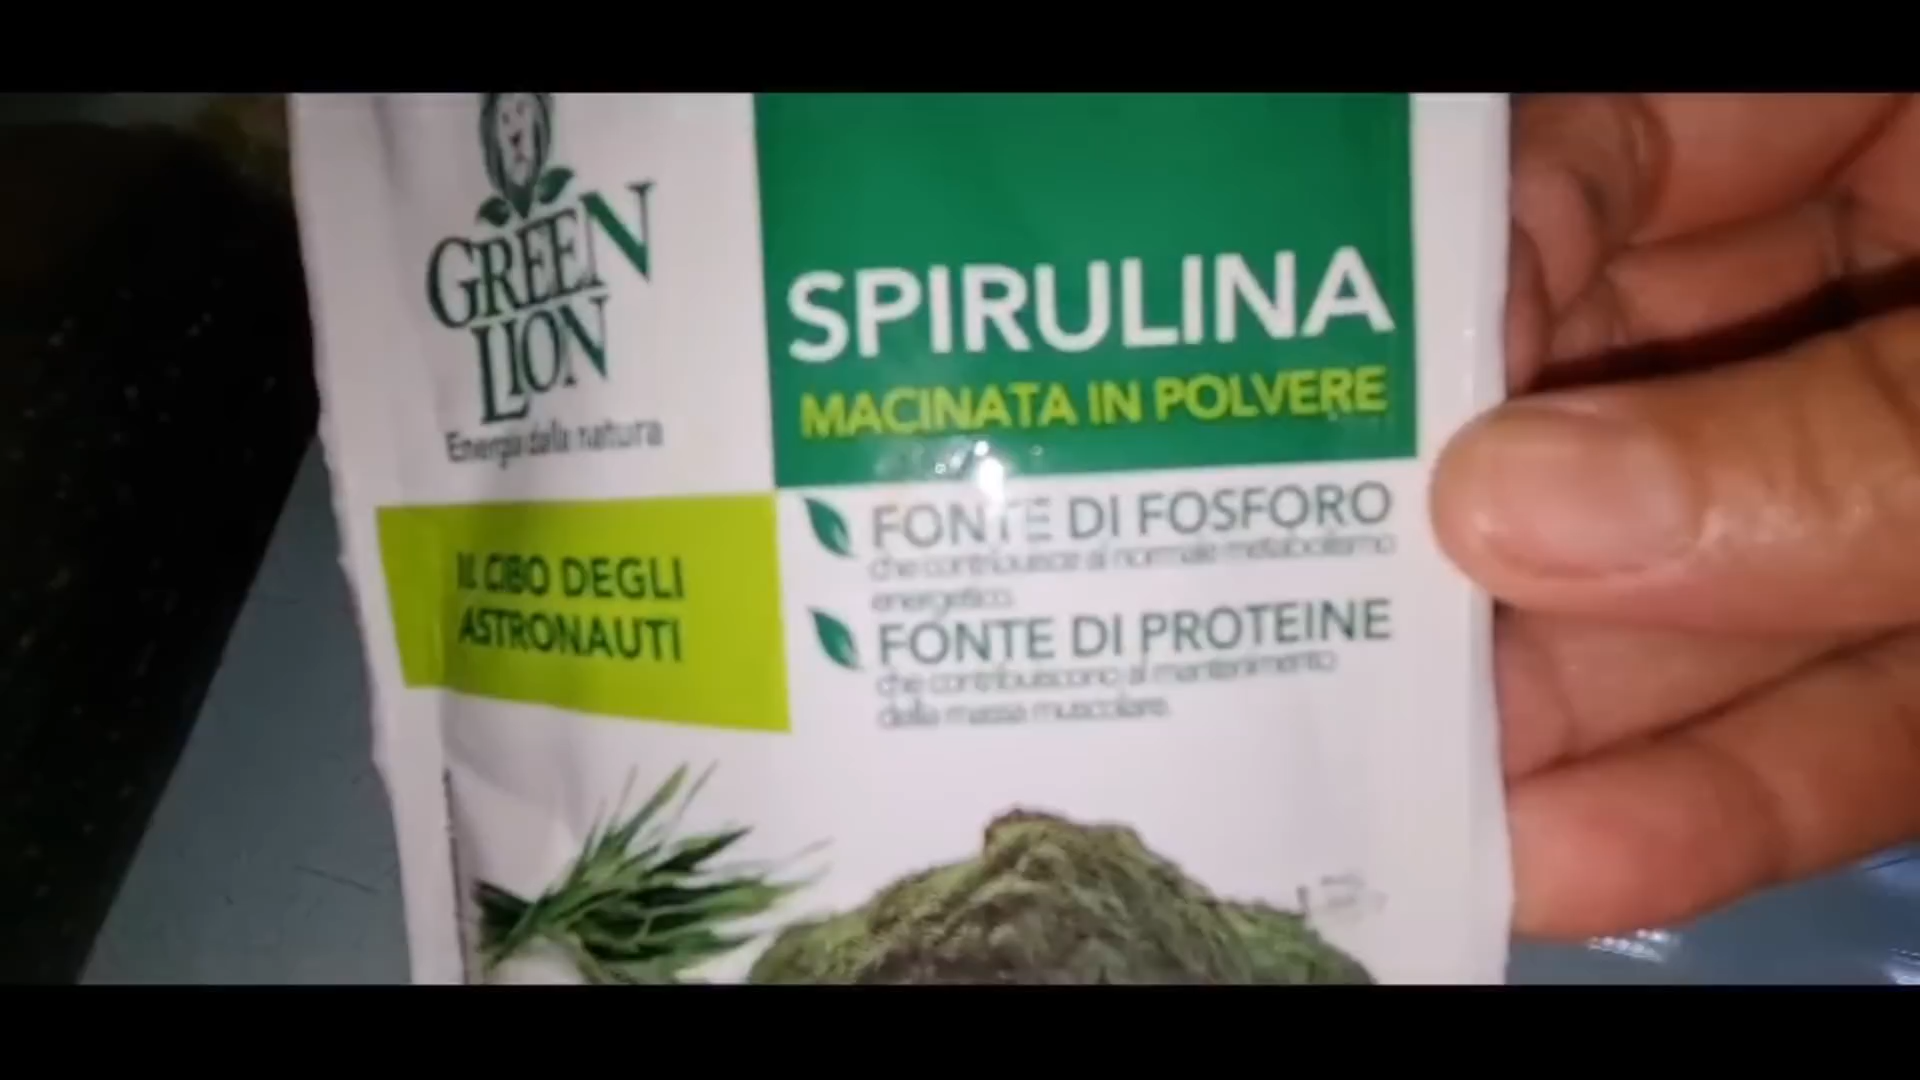 GREEN
LION
Energia dalla natura
SPIRULINA
MACINATA IN POLVERE
IL CIBO DEGLI
ASTRONAUTI
FONTE DI FOSFORO
che contribuisce al normale metabolismo
energetico.
FONTE DI PROTEINE
che contribuiscono al mantenimento
della massa muscolare.